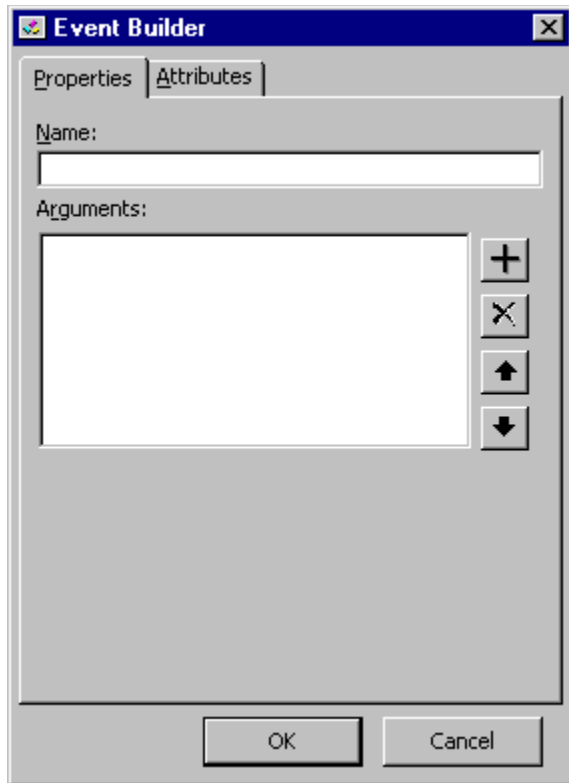 Event Builder
Properties Attributes
Name:
Arguments:
OK Cancel